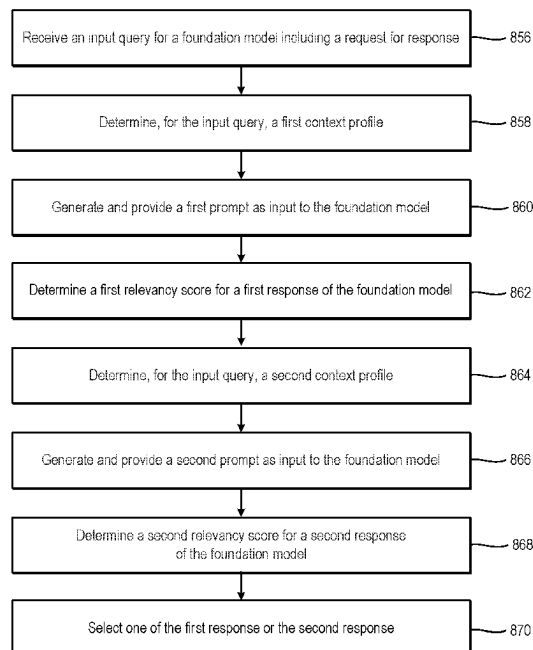 Receive an input query for a foundation model including a request for response
856
Determine, for the input query, a first context profile
858
Generate and provide a first prompt as input to the foundation model
860
Determine a first relevancy score for a first response of the foundation model
862
Determine, for the input query, a second context profile
864
Generate and provide a second prompt as input to the foundation model
866
Determine a second relevancy score for a second response
of the foundation model
868
Select one of the first response or the second response
870